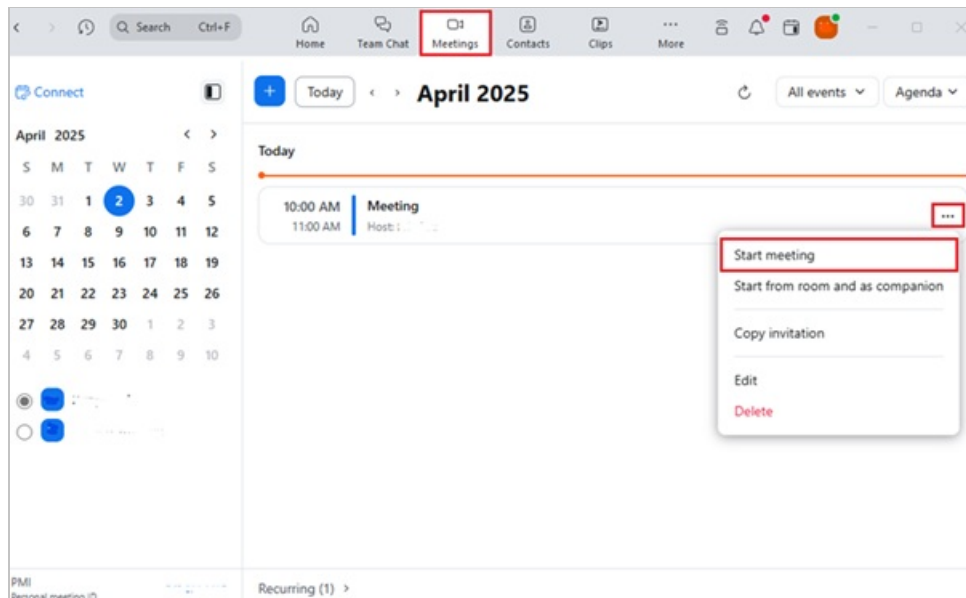 Search Ctrl+F
Home Team Chat Meetings Contacts Clips More
Connect
Today April 2025 All events Agenda
April 2025
S M T W T F S
30 31 1 2 3 4 5
6 7 8 9 10 11 12
13 14 15 16 17 18 19
20 21 22 23 24 25 26
27 28 29 30 1 2 3
4 5 6 7 8 9 10
Today
10:00 AM Meeting
11:00 AM Host:
Start meeting
Start from room and as companion
Copy invitation
Edit
Delete
PMI
Personal meeting ID
Recurring (1)